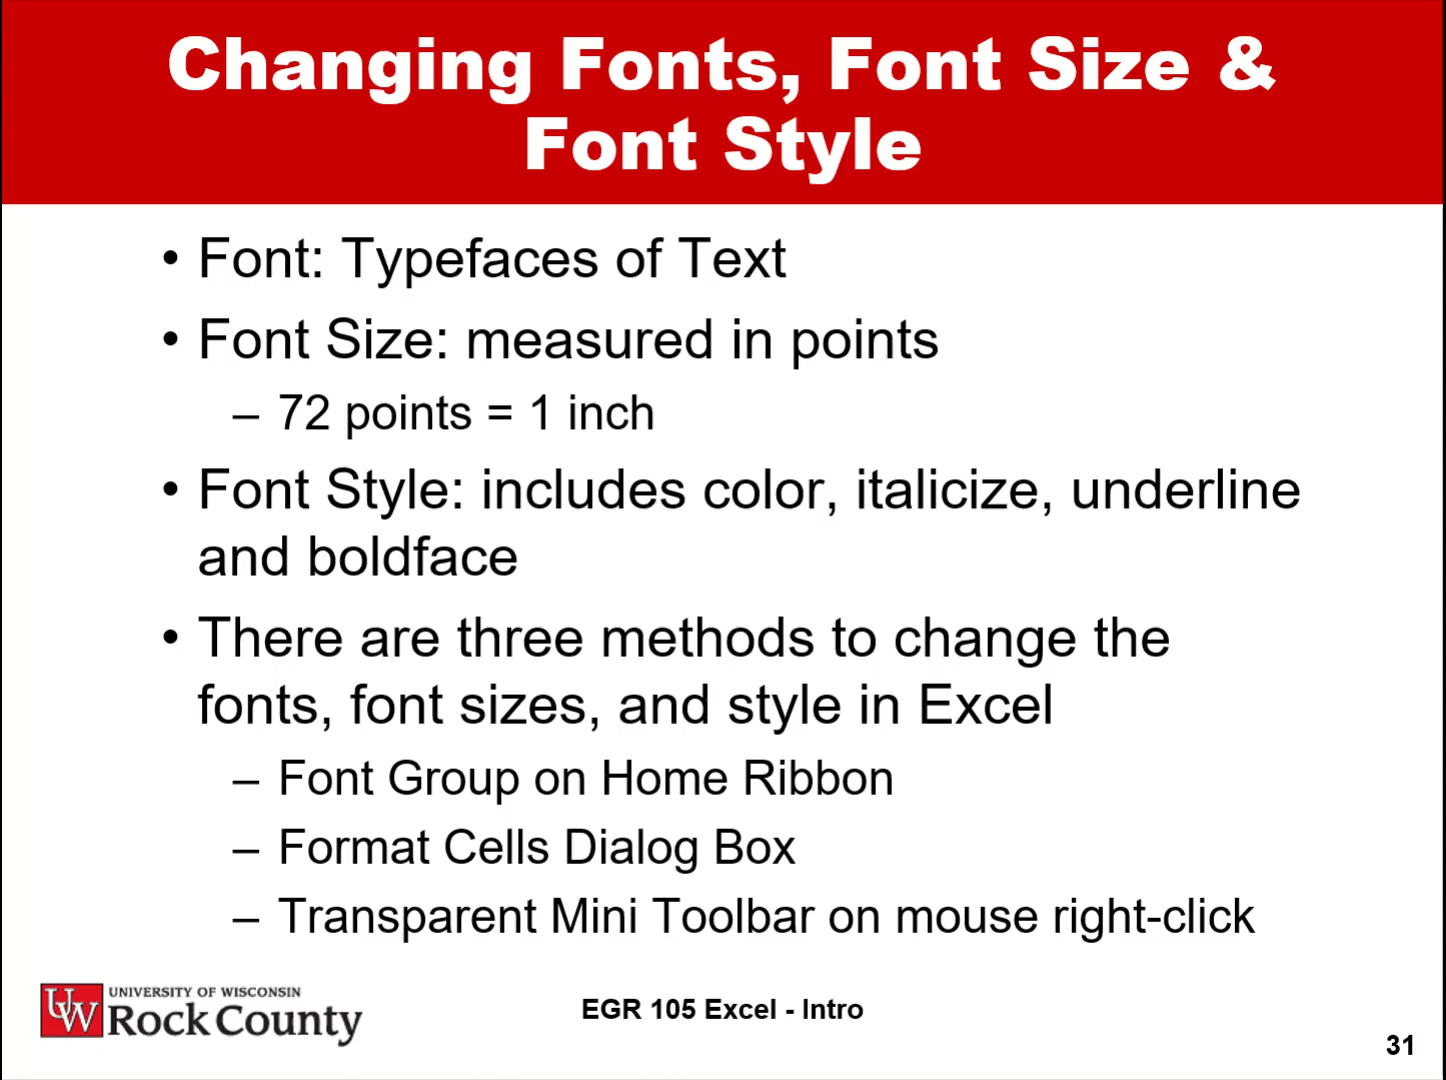 Changing Fonts, Font Size &
Font Style
• Font: Typefaces of Text
• Font Size: measured in points
– 72 points = 1 inch
• Font Style: includes color, italicize, underline
and boldface
• There are three methods to change the
fonts, font sizes, and style in Excel
– Font Group on Home Ribbon
– Format Cells Dialog Box
– Transparent Mini Toolbar on mouse right-click
UW
UNIVERSITY OF WISCONSIN
Rock County
EGR 105 Excel - Intro
31